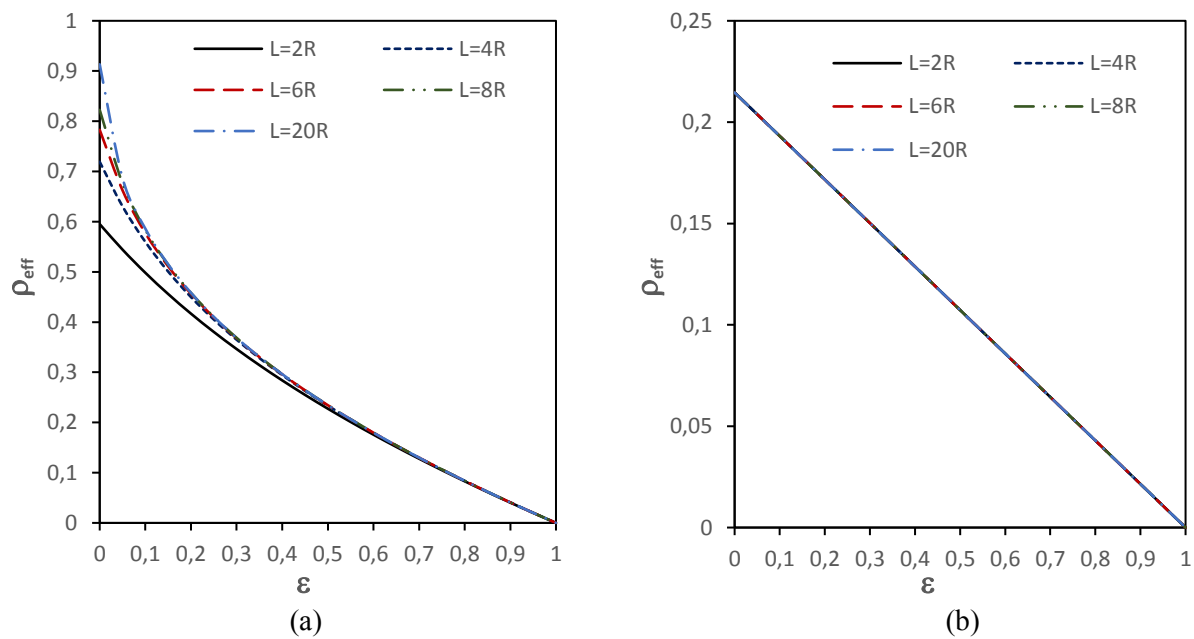 1
0,9
0,8
0,7
0,6
0,5
0,4
0,3
0,2
0,1
0
ρeff
L=2R L=4R
L=6R L=8R
L=20R
0 0,1 0,2 0,3 0,4 0,5 0,6 0,7 0,8 0,9 1
ε
(a)
0,25
0,2
0,15
0,1
0,05
0
ρeff
L=2R L=4R
L=6R L=8R
L=20R
0 0,1 0,2 0,3 0,4 0,5 0,6 0,7 0,8 0,9 1
ε
(b)